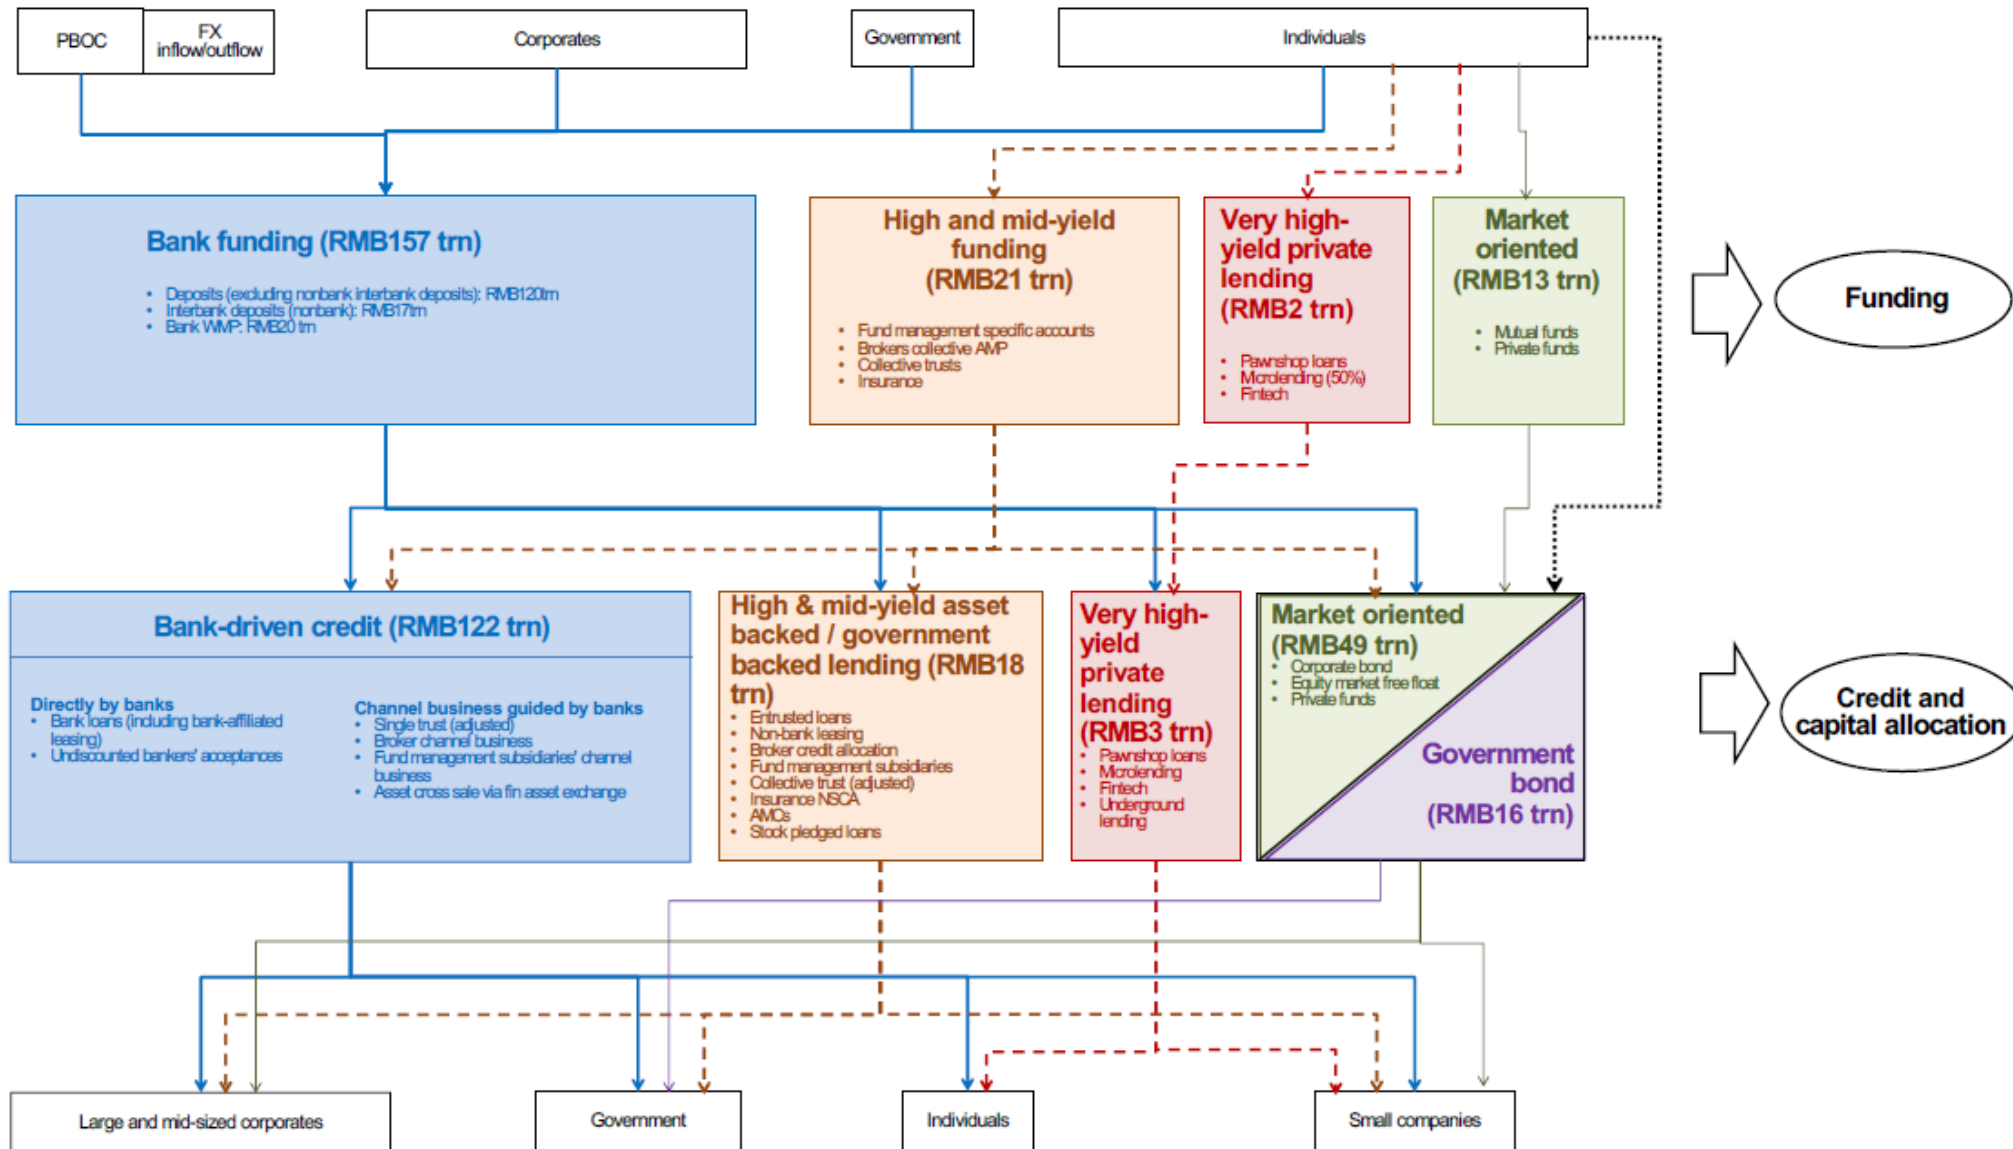 PBOC
FX
inflow/outflow
Corporates
Government
Individuals
Bank funding (RMB157 trn)
• Deposits (excluding nonbank interbank deposits): RMB120trn
• Interbank deposits (nonbank): RMB17trn
• Bank WMP: RMB20 trn
High and mid-yield
funding
(RMB21 trn)
• Fund management specific accounts
• Brokers collective AMP
• Collective trusts
• Insurance
Very high-
yield private
lending
(RMB2 trn)
• Pawnshop loans
• Microlending (50%)
• Fintech
Market
oriented
(RMB13 trn)
• Mutual funds
• Private funds
Funding
Bank-driven credit (RMB122 trn)
Directly by banks
• Bank loans (including bank-affiliated
leasing)
• Undiscounted bankers' acceptances
Channel business guided by banks
• Single trust (adjusted)
• Broker channel business
• Fund management subsidiaries' channel
business
• Asset cross sale via fin asset exchange
High & mid-yield asset
backed / government
backed lending (RMB18
trn)
• Entrusted loans
• Non-bank leasing
• Broker credit allocation
• Fund management subsidiaries
• Collective trust (adjusted)
• Insurance NSCA
• AMCs
• Stock pledged loans
Very high-
yield
private
lending
(RMB3 trn)
• Pawnshop loans
• Microlending
• Fintech
• Underground
lending
Market oriented
(RMB49 trn)
• Corporate bond
• Equity market free float
• Private funds
Government
bond
(RMB16 trn)
Credit and
capital allocation
Large and mid-sized corporates
Government
Individuals
Small companies